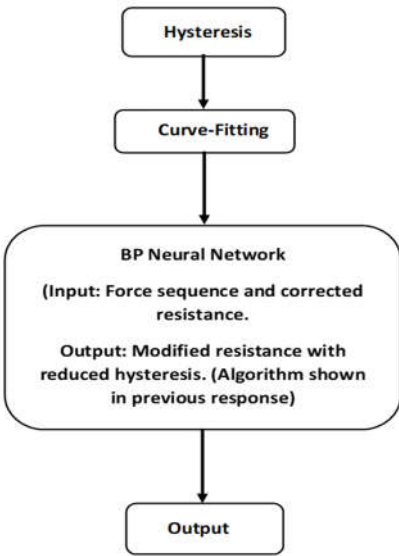 Hysteresis
Curve-Fitting
BP Neural Network
(Input: Force sequence and corrected
resistance.
Output: Modified resistance with
reduced hysteresis. (Algorithm shown
in previous response)
Output